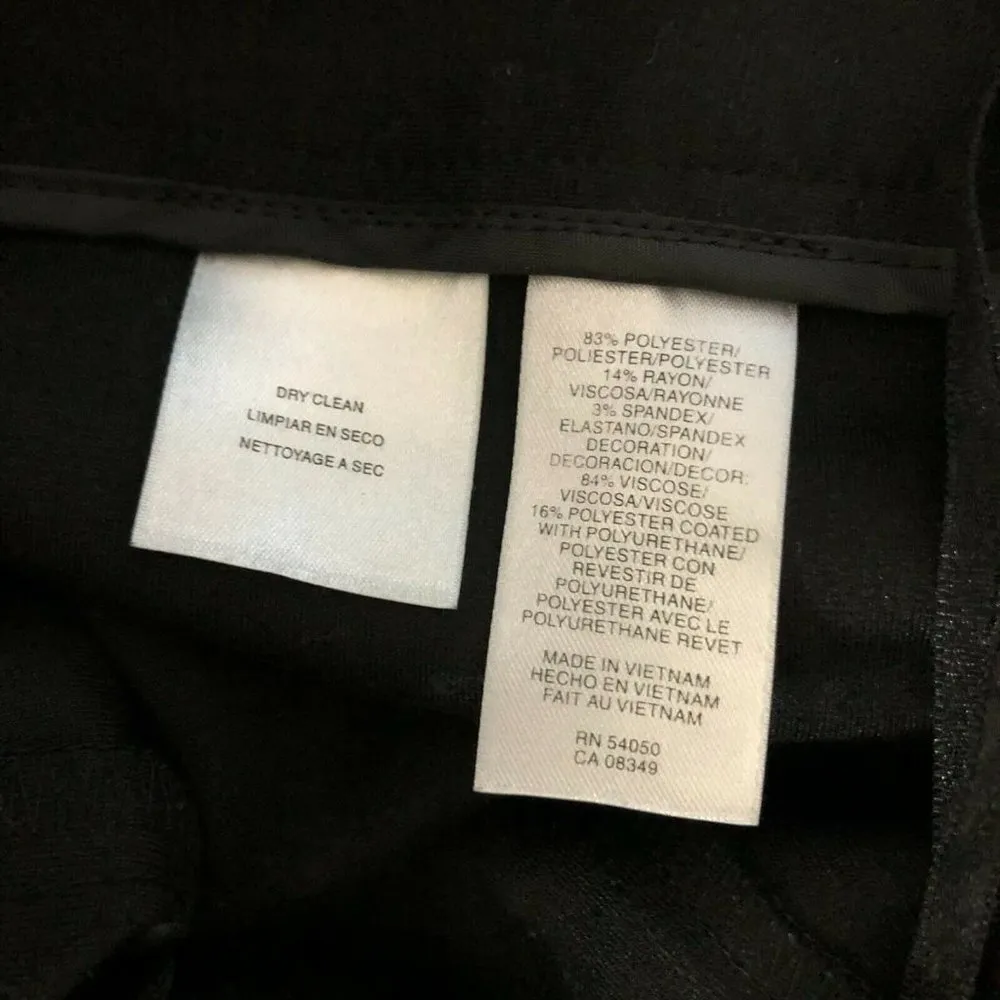 DRY CLEAN
LIMPIAR EN SECO
NETTOYAGE A SEC
83% POLYESTER/
POLIESTER/POLYESTER
14% RAYON/
VISCOSA/RAYONNE
3% SPANDEX/
ELASTANO/SPANDEX
DECORATION/
DECORACION/DECOR:
84% VISCOSE/
VISCOSA/VISCOSE
16% POLYESTER COATED
WITH POLYURETHANE/
POLYESTER CON
REVESTIR DE
POLYURETHANE/
POLYESTER AVEC LE
POLYURETHANE REVET
MADE IN VIETNAM
HECHO EN VIETNAM
FAIT AU VIETNAM
RN 54050
CA 08349